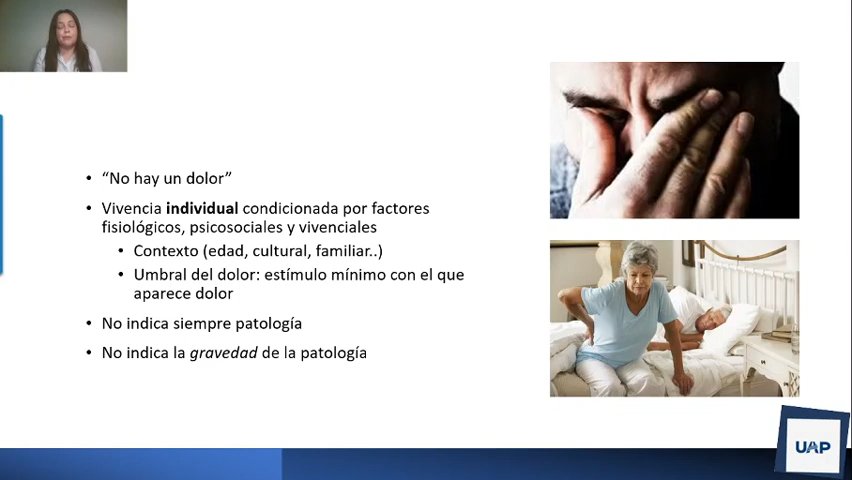 • “No hay un dolor”
• Vivencia individual condicionada por factores
fisiológicos, psicosociales y vivenciales
• Contexto (edad, cultural, familiar..)
• Umbral del dolor: estímulo mínimo con el que
aparece dolor
• No indica siempre patología
• No indica la gravedad de la patología
UAP